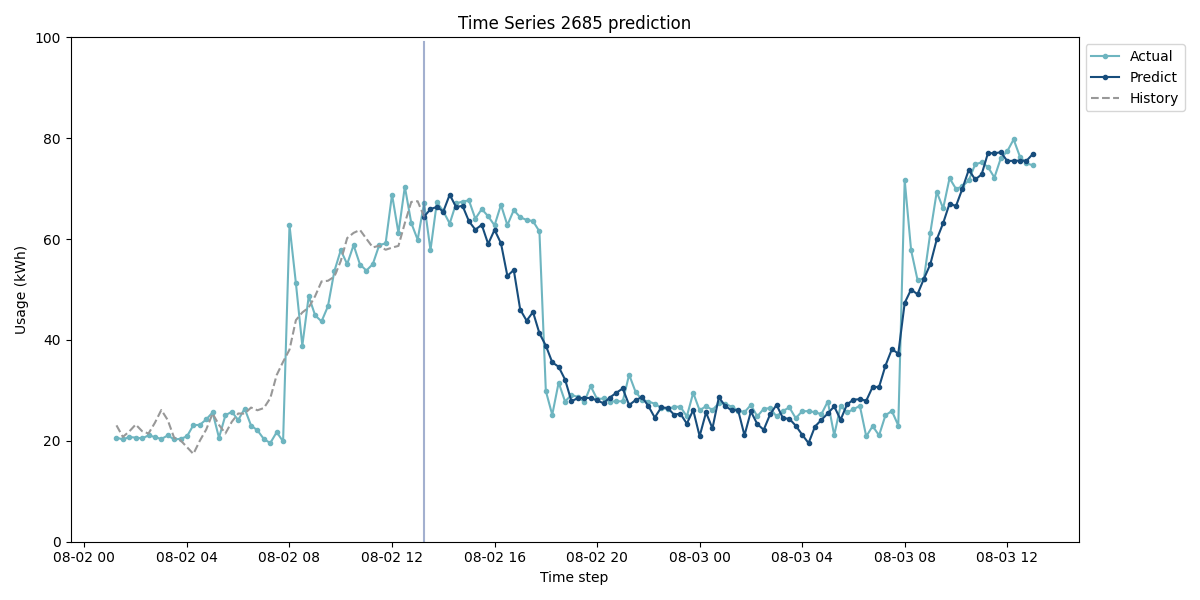 Time Series 2685 prediction
100
80
60
40
20
0
Usage (kWh)
08-02 00
08-02 04
08-02 08
08-02 12
08-02 16
08-02 20
08-03 00
08-03 04
08-03 08
08-03 12
Time step
Actual
Predict
History